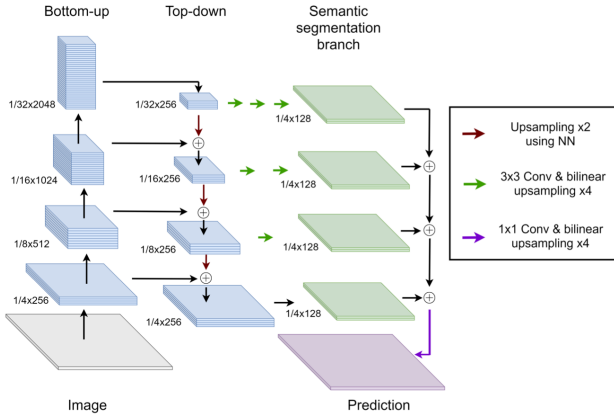 Bottom-up
Top-down
Semantic
segmentation
branch
1/32x2048
1/32x256
1/4x128
1/16x1024
1/16x256
1/4x128
1/8x512
1/8x256
1/4x128
1/4x256
1/4x256
1/4x128
Image
Prediction
Upsampling x2
using NN
3x3 Conv & bilinear
upsampling x4
1x1 Conv & bilinear
upsampling x4